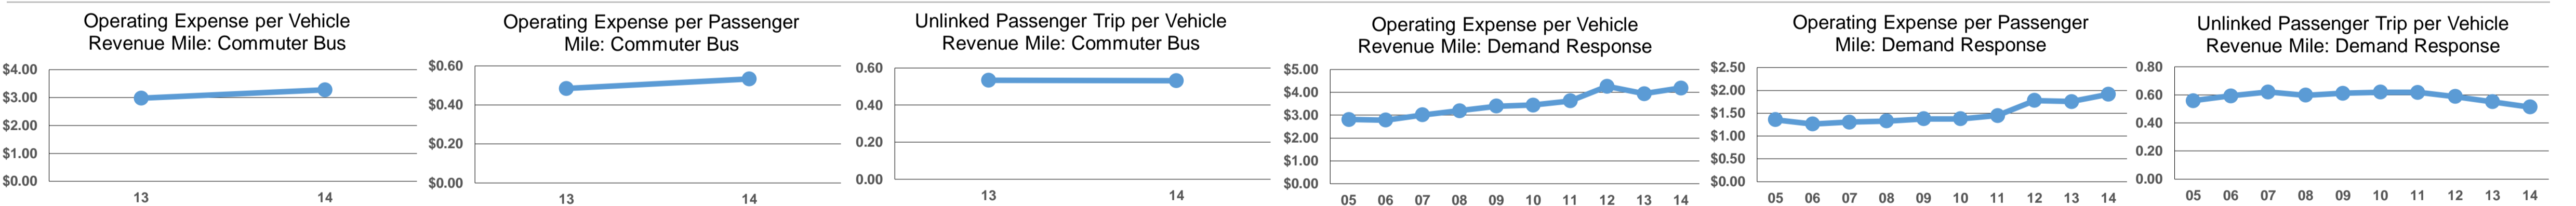 Operating Expense per Vehicle
Revenue Mile: Commuter Bus
$4.00
$3.00
$2.00
$1.00
$0.00
13 14
Operating Expense per Passenger
Mile: Commuter Bus
$0.60
$0.40
$0.20
$0.00
13 14
Unlinked Passenger Trip per Vehicle
Revenue Mile: Commuter Bus
0.60
0.40
0.20
0.00
13 14
Operating Expense per Vehicle
Revenue Mile: Demand Response
$5.00
$4.00
$3.00
$2.00
$1.00
$0.00
05 06 07 08 09 10 11 12 13 14
Operating Expense per Passenger
Mile: Demand Response
$2.50
$2.00
$1.50
$1.00
$0.50
$0.00
05 06 07 08 09 10 11 12 13 14
Unlinked Passenger Trip per Vehicle
Revenue Mile: Demand Response
0.80
0.60
0.40
0.20
0.00
05 06 07 08 09 10 11 12 13 14